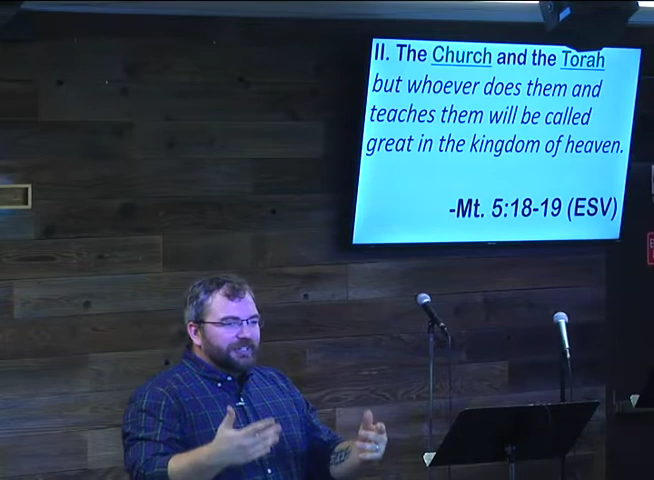 II. The Church and the Torah
but whoever does them and
teaches them will be called
great in the kingdom of heaven.
-Mt. 5:18-19 (ESV)